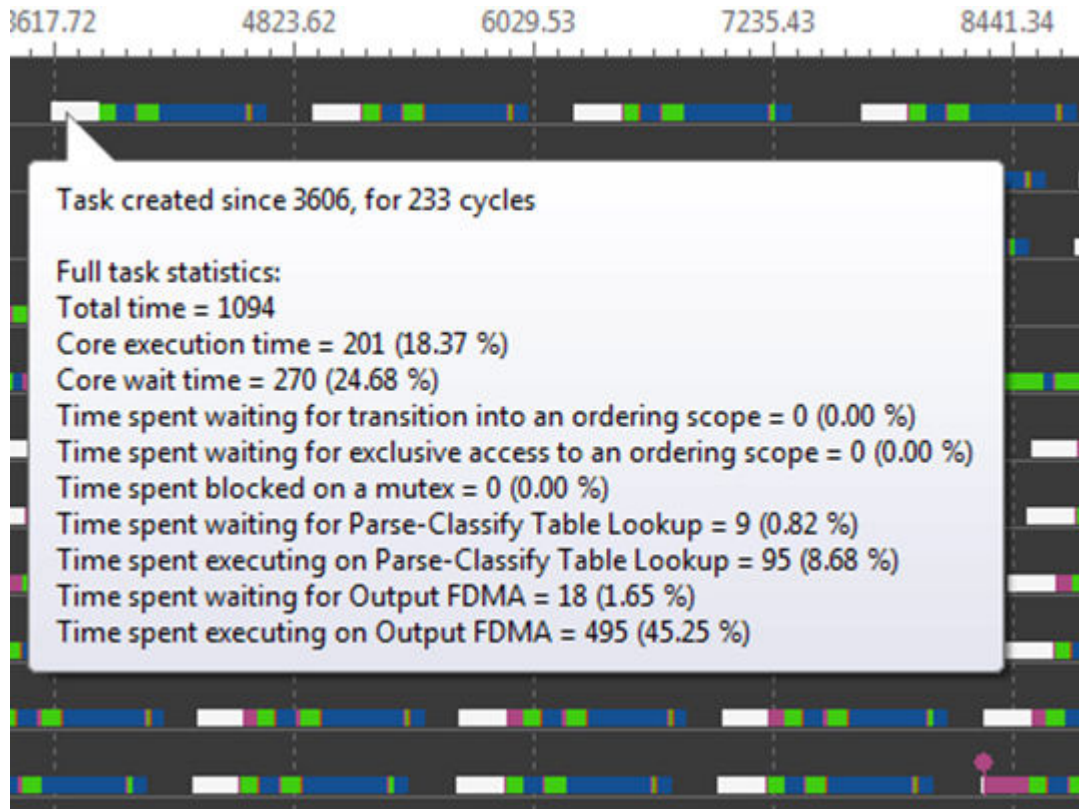 3617.72 4823.62 6029.53 7235.43 8441.34
Task created since 3606, for 233 cycles
Full task statistics:
Total time = 1094
Core execution time = 201 (18.37 %)
Core wait time = 270 (24.68 %)
Time spent waiting for transition into an ordering scope = 0 (0.00 %)
Time spent waiting for exclusive access to an ordering scope = 0 (0.00 %)
Time spent blocked on a mutex = 0 (0.00 %)
Time spent waiting for Parse-Classify Table Lookup = 9 (0.82 %)
Time spent executing on Parse-Classify Table Lookup = 95 (8.68 %)
Time spent waiting for Output FDMA = 18 (1.65 %)
Time spent executing on Output FDMA = 495 (45.25 %)